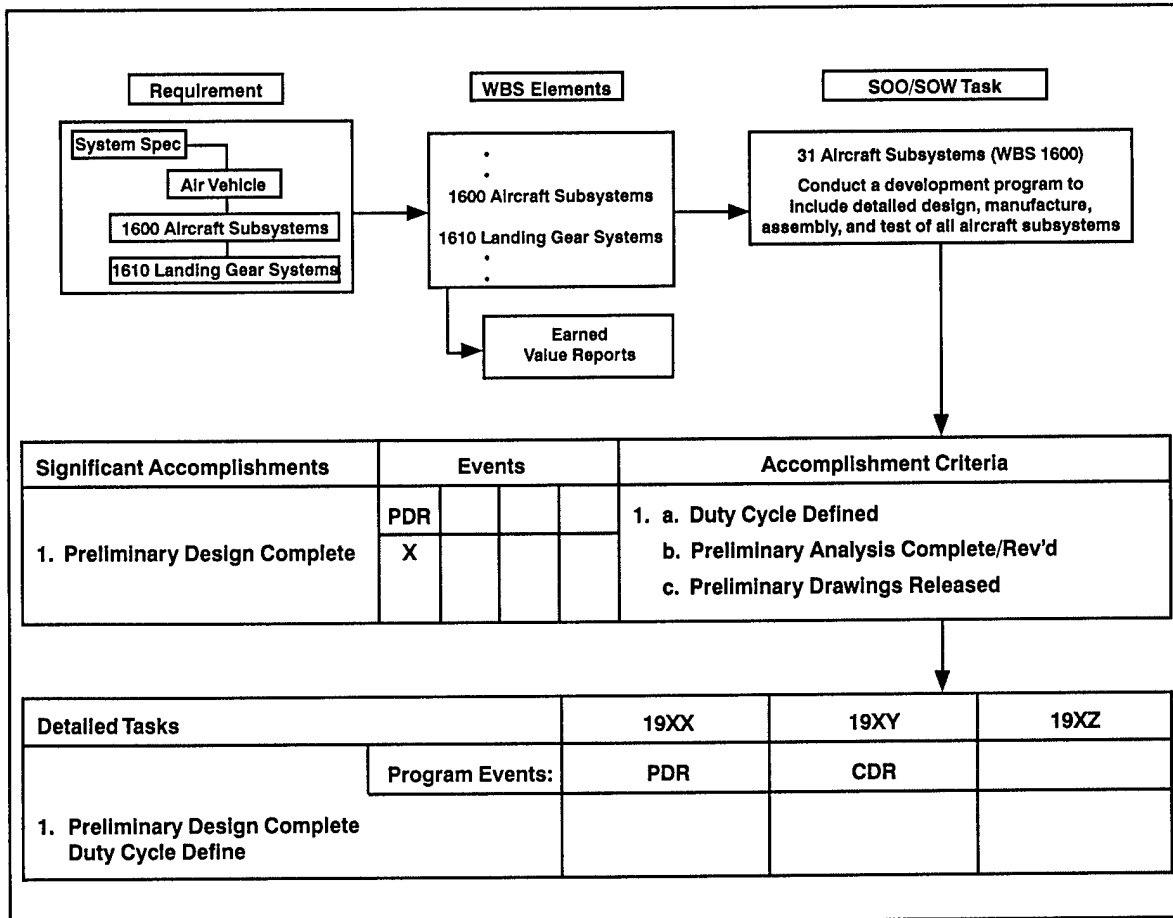 Requirement
WBS Elements
SOO/SOW Task
System Spec
Air Vehicle
1600 Aircraft Subsystems
1610 Landing Gear Systems
1600 Aircraft Subsystems
1610 Landing Gear Systems
31 Aircraft Subsystems (WBS 1600)
Conduct a development program to
include detailed design, manufacture,
assembly, and test of all aircraft subsystems
Earned
Value Reports
Significant Accomplishments
Events
Accomplishment Criteria
PDR
1. Preliminary Design Complete
X
1. a. Duty Cycle Defined
b. Preliminary Analysis Complete/Rev'd
c. Preliminary Drawings Released
Detailed Tasks
19XX
19XY
19XZ
Program Events:
PDR
CDR
1. Preliminary Design Complete
Duty Cycle Define